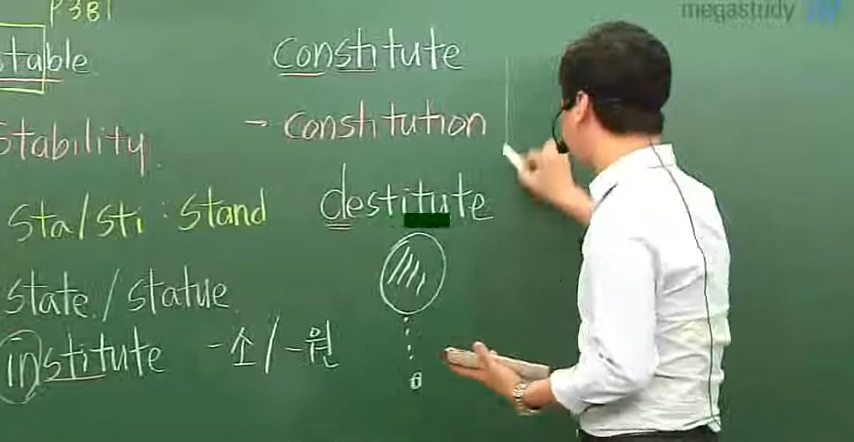 P381
megastudy
stable
stability
sta/sti : stand
state / statue
institute -소/-원
constitute
- constitution
destitute